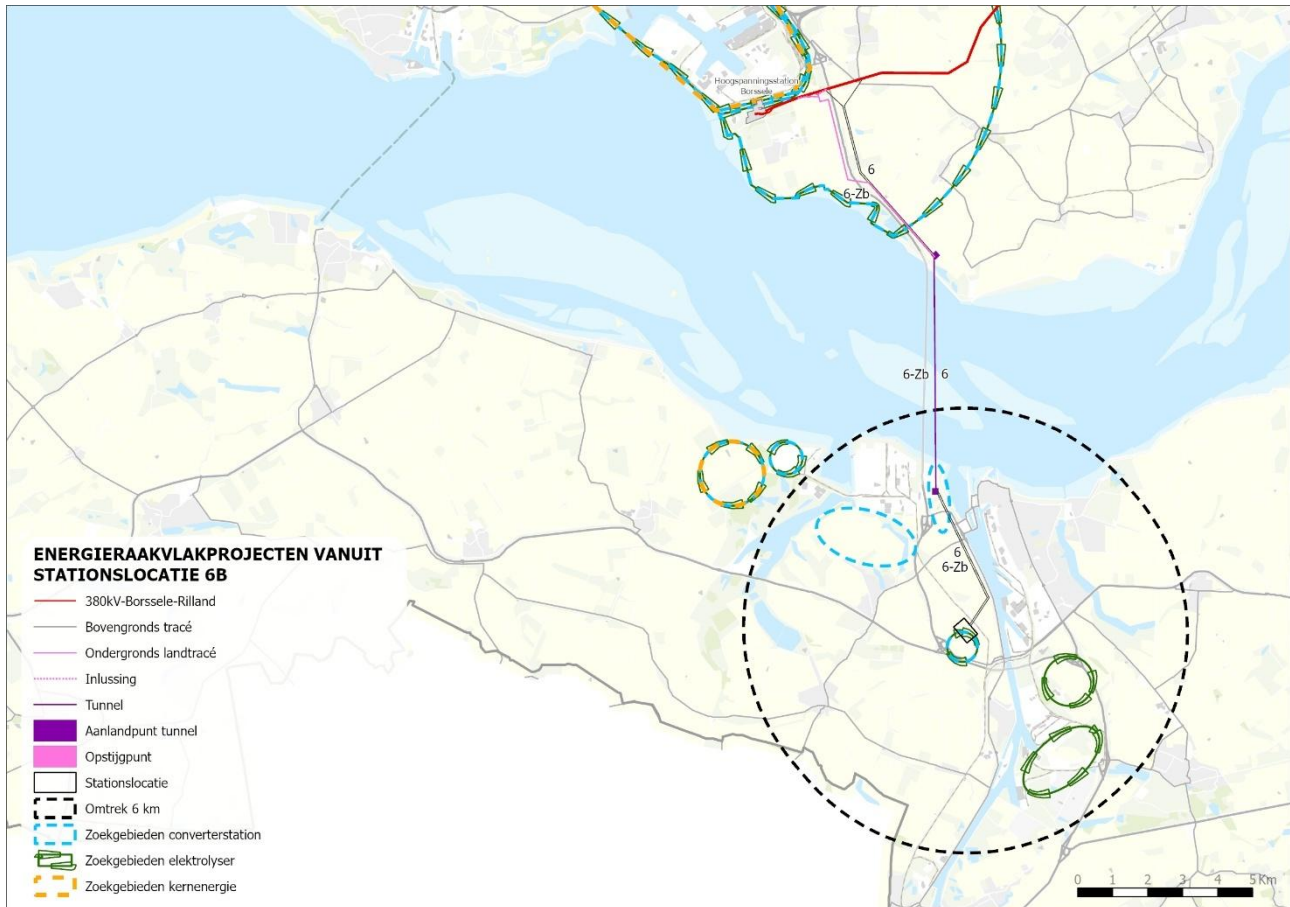 Hoogspanningsstation
Borssele
6
6-Zb
6-Zb 6
6
6-Zb
ENERGIERAAKVLAKPROJECTEN VANUIT
STATIONSLOCATIE 6B
380kV-Borssele-Rilland
Bovengronds tracé
Ondergronds landtracé
Inlussing
Tunnel
Aanlandpunt tunnel
Opstijgpunt
Stationslocatie
Omtrek 6 km
Zoekgebieden converterstation
Zoekgebieden elektrolyser
Zoekgebieden kernenergie
0 1 2 3 4 5 Km